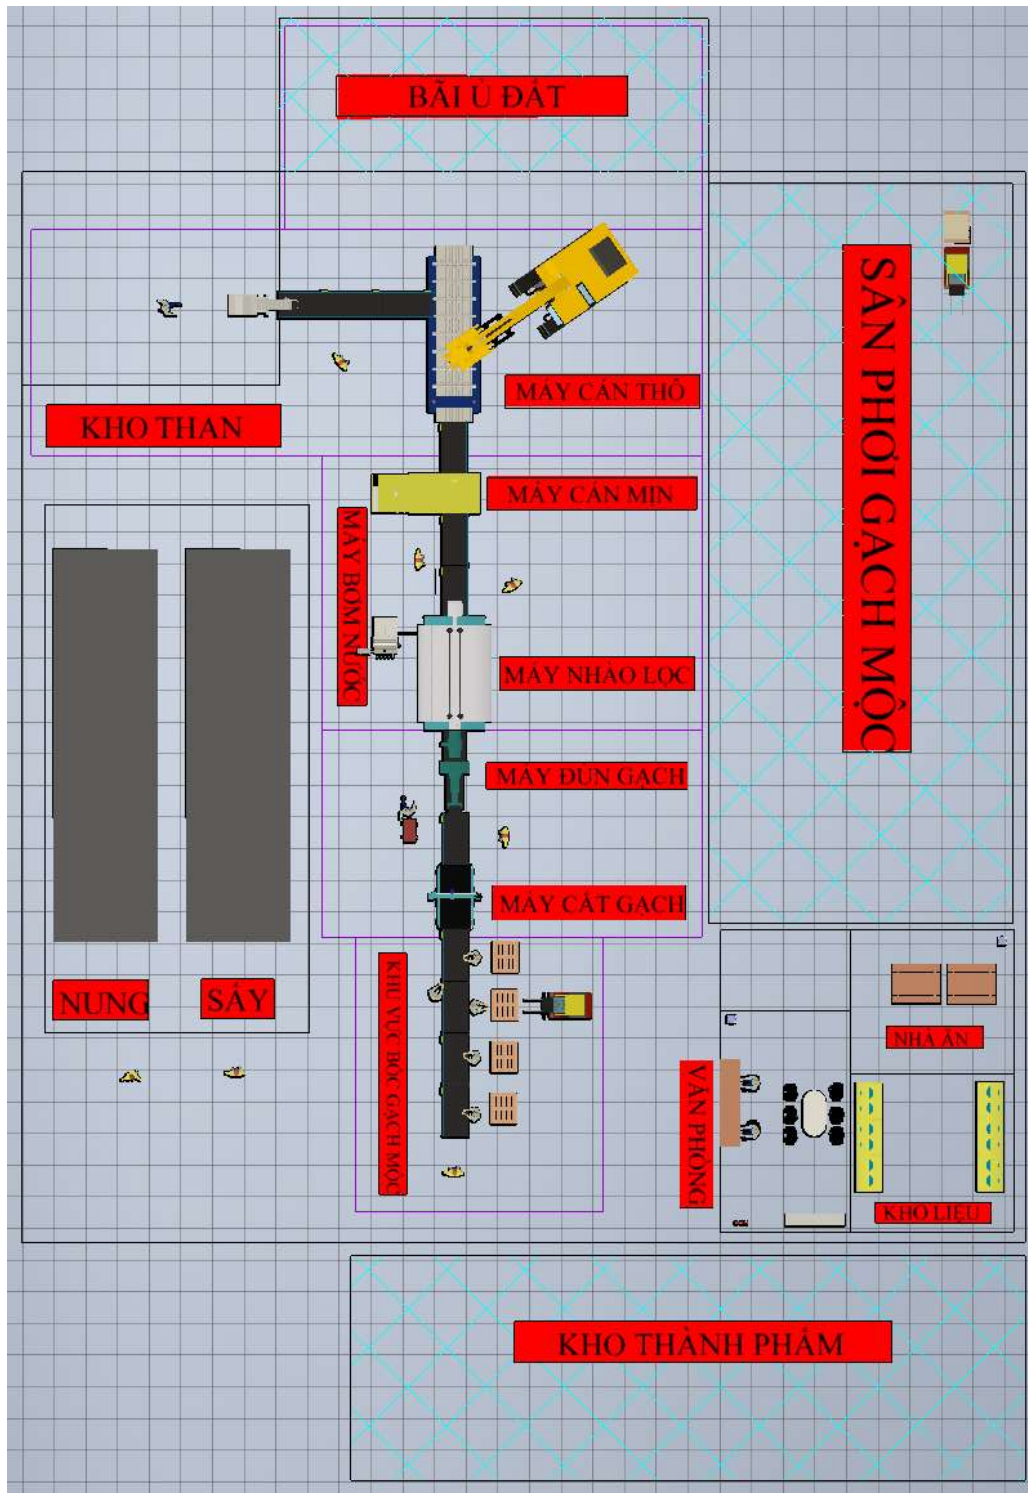 BÃI Ủ ĐẤT
SÂN PHƠI GẠCH MỘC
MÁY CÁN THÔ
KHO THAN
MÁY CÁN MỊN
MÁY BƠM NƯỚC
MÁY NHÀO LỌC
MÁY ĐÙN GẠCH
MÁY CẮT GẠCH
KHU VỰC BỐC GẠCH MỘC
NUNG
SẤY
NHÀ ĂN
VĂN PHÒNG
KHO LIỆU
KHO THÀNH PHẨM